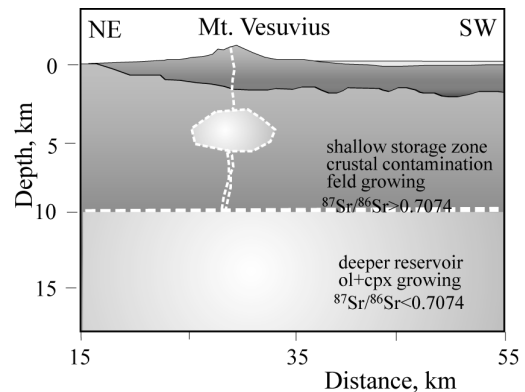 NE
Mt. Vesuvius
SW
Depth, km
0
5
10
15
shallow storage zone
crustal contamination
feld growing
⁸⁷Sr/⁸⁶Sr>0.7074
deeper reservoir
ol+cpx growing
⁸⁷Sr/⁸⁶Sr<0.7074
15
35
55
Distance, km